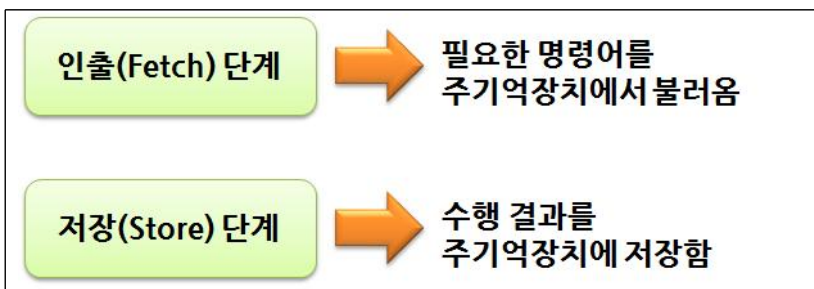 인출(Fetch) 단계
필요한 명령어를
주기억장치에서 불러옴
저장(Store) 단계
수행 결과를
주기억장치에 저장함